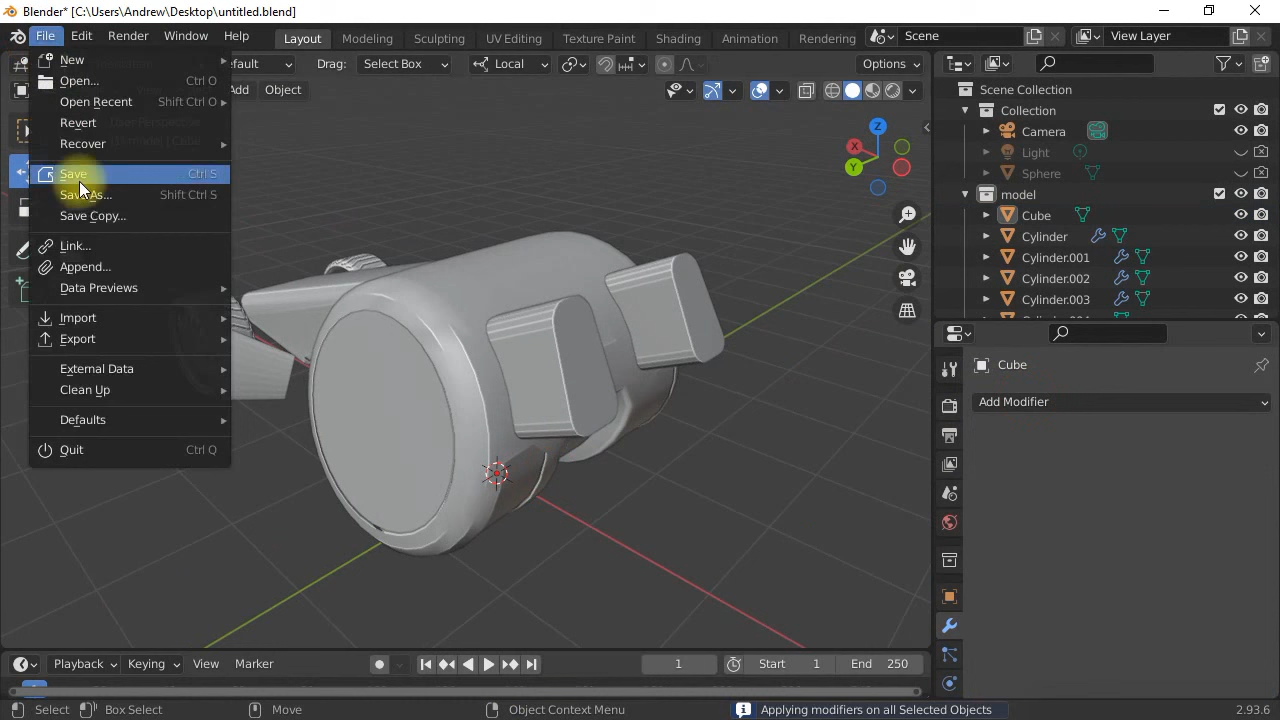 Blender* [C:\Users\Andrew\Desktop\untitled.blend]
File Edit Render Window Help
Layout Modeling Sculpting UV Editing Texture Paint Shading Animation Rendering
Scene
View Layer
New
Open... Ctrl O
Open Recent Shift Ctrl O
Revert
Recover
Save Ctrl S
Save As... Shift Ctrl S
Save Copy...
Link...
Append...
Data Previews
Import
Export
External Data
Clean Up
Defaults
Quit Ctrl Q
Drag: Select Box
Local
Options
Add Object
Z
X
Y
Scene Collection
Collection
Camera
Light
Sphere
model
Cube
Cylinder
Cylinder.001
Cylinder.002
Cylinder.003
Cube
Add Modifier
Playback Keying View Marker
1
Start 1
End 250
Select
Box Select
Move
Object Context Menu
Applying modifiers on all Selected Objects
2.93.6